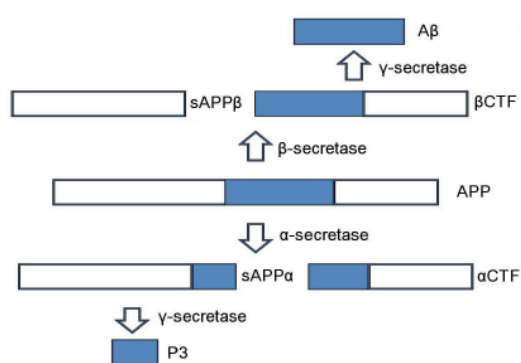 Aβ
γ-secretase
sAPPβ
βCTF
β-secretase
APP
α-secretase
sAPPα
αCTF
γ-secretase
P3